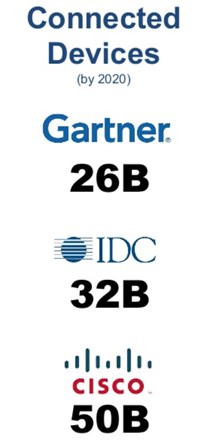 Connected
Devices
(by 2020)
Gartner®
26B
IDC
32B
CISCO
50B